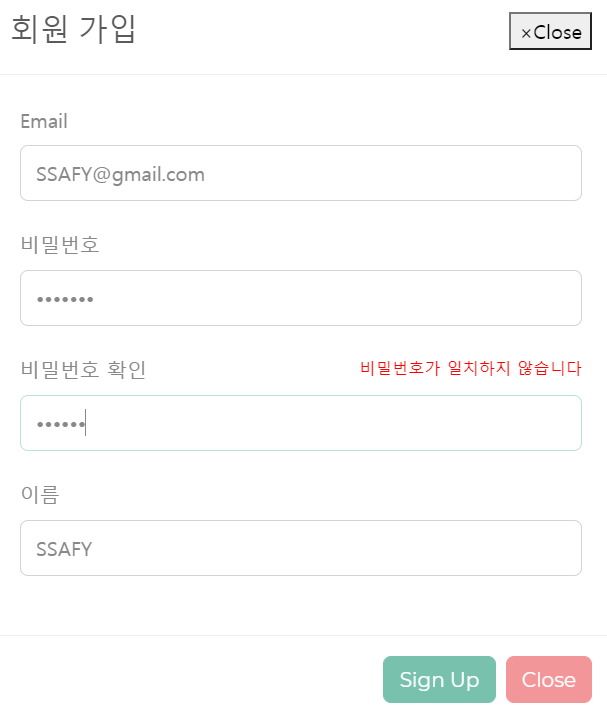 회원 가입
×Close
Email
SSAFY@gmail.com
비밀번호
•••••••
비밀번호 확인
비밀번호가 일치하지 않습니다
••••••
이름
SSAFY
Sign Up
Close